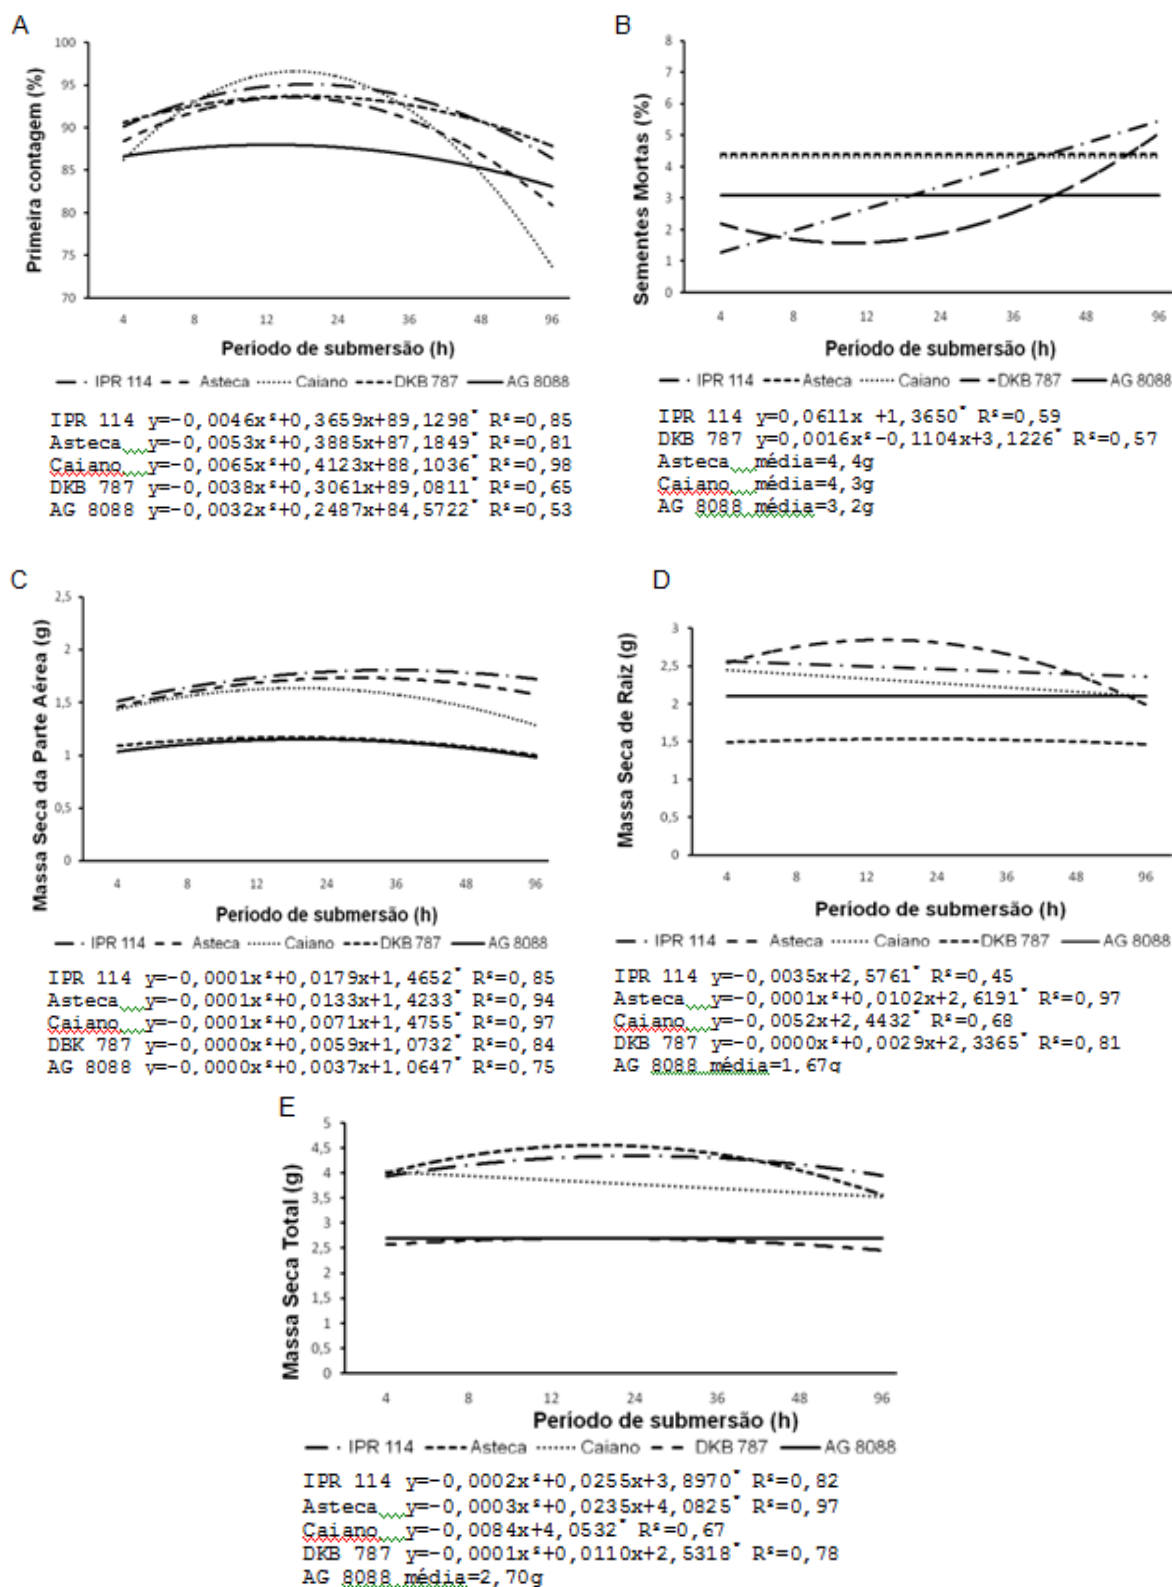 A
Primeira contagem (%)
100
95
90
85
80
75
70
4 8 12 24 36 48 96
Periodo de submersão (h)
IPR 114 Asteca Caiano DKB 787 AG 8088
IPR 114 y=-0,0046x²+0,3659x+89,1298* R²=0,85
Asteca y=-0,0053x²+0,3885x+87,1849* R²=0,81
Caiano y=-0,0065x²+0,4123x+88,1036* R²=0,98
DKB 787 y=-0,0038x²+0,3061x+89,0811* R²=0,65
AG 8088 y=-0,0032x²+0,2487x+84,5722* R²=0,53
B
Sementes Mortas (%)
8
7
6
5
4
3
2
1
0
4 8 12 24 36 48 96
Período de submersão (h)
IPR 114 Asteca Caiano DKB 787 AG 8088
IPR 114 y=0,0611x +1,3650* R²=0,59
DKB 787 y=0,0016x²-0,1104x+3,1226* R²=0,57
Asteca média=4,4g
Caiano média=4,3g
AG 8088 média=3,2g
C
Massa Seca da Parte Aérea (g)
2,5
2
1,5
1
0,5
0
4 8 12 24 36 48 96
Período de submersão (h)
IPR 114 Asteca Caiano DKB 787 AG 8088
IPR 114 y=-0,0001x²+0,0179x+1,4652* R²=0,85
Asteca y=-0,0001x²+0,0133x+1,4233* R²=0,94
Caiano y=-0,0001x²+0,0071x+1,4755* R²=0,97
DBK 787 y=-0,0000x²+0,0059x+1,0732* R²=0,84
AG 8088 y=-0,0000x²+0,0037x+1,0647* R²=0,75
D
Massa Seca de Raiz (g)
3
2,5
2
1,5
1
0,5
0
4 8 12 24 36 48 96
Período de submersão (h)
IPR 114 Asteca Caiano DKB 787 AG 8088
IPR 114 y=-0,0035x+2,5761* R²=0,45
Asteca y=-0,0001x²+0,0102x+2,6191* R²=0,97
Caiano y=-0,0052x+2,4432* R²=0,68
DKB 787 y=-0,0000x²+0,0029x+2,3365* R²=0,81
AG 8088 média=1,67g
E
Massa Seca Total (g)
5
4,5
4
3,5
3
2,5
2
1,5
1
0,5
0
4 8 12 24 36 48 96
Período de submersão (h)
IPR 114 Asteca Caiano DKB 787 AG 8088
IPR 114 y=-0,0002x²+0,0255x+3,8970* R²=0,82
Asteca y=-0,0003x²+0,0235x+4,0825* R²=0,97
Caiano y=-0,0084x+4,0532* R²=0,67
DKB 787 y=-0,0001x²+0,0110x+2,5318* R²=0,78
AG 8088 média=2,70g